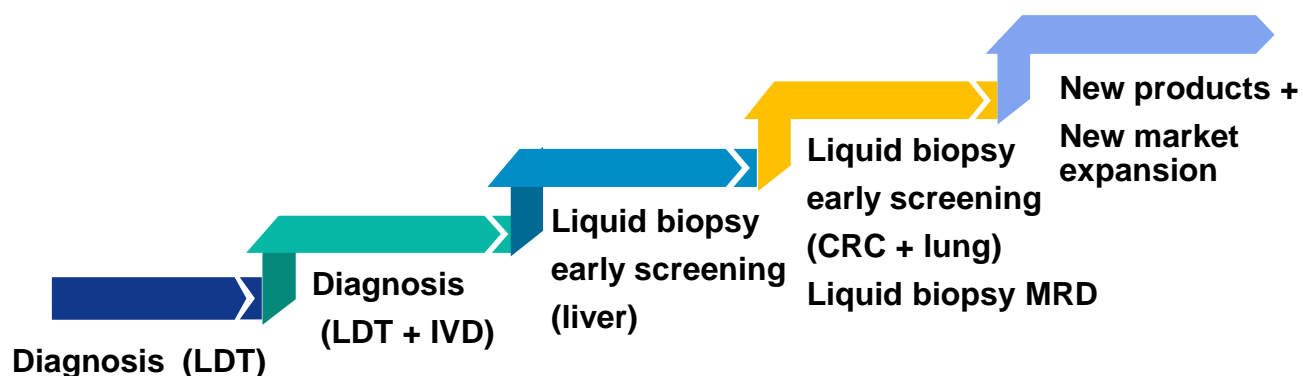 Diagnosis (LDT)
Diagnosis
(LDT + IVD)
Liquid biopsy
early screening
(liver)
Liquid biopsy
early screening
(CRC + lung)
Liquid biopsy MRD
New products +
New market
expansion